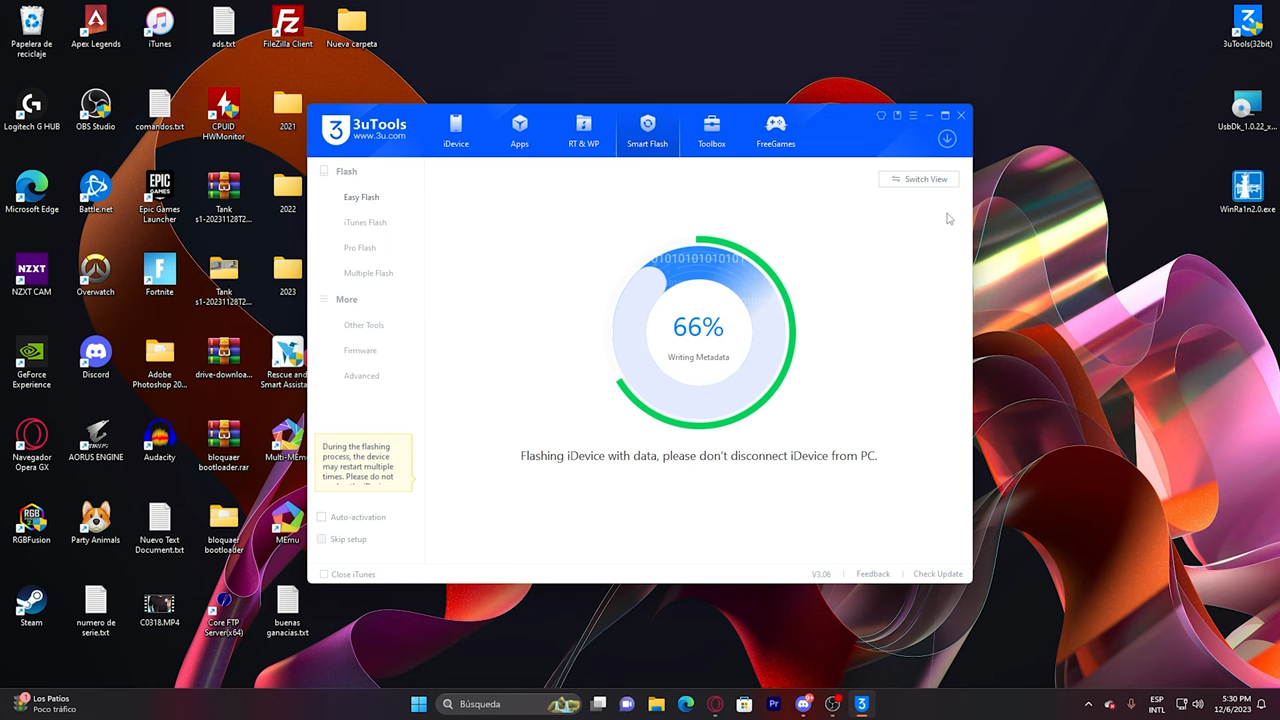 Papelera de
reciclaje
Apex Legends
iTunes
ads.txt
FileZilla Client
Nueva carpeta
3uTools(32bit)
Logitech G HUB
OBS Studio
comandos.txt
CPUID
HWMonitor
2021
UsbDk_1.0.22_x...
Microsoft Edge
Battle.net
Epic Games
Launcher
Tank
s1-20231128T2...
2022
WinRa1n2.0.exe
NZXT CAM
Overwatch
Fortnite
Tank
s1-20231128T2...
2023
GeForce
Experience
Discord
Adobe
Photoshop 20...
drive-downloa...
Rescue and
Smart Assista
Navegador
Opera GX
AORUS ENGINE
Audacity
bloquaer
bootloader.rar
Multi-MEm
RGBFusion
Party Animals
Nuevo Text
Document.txt
bloquaer
bootloader
MEmu
Steam
numero de
serie.txt
C0318.MP4
Core FTP
Server(x64)
buenas
ganacias.txt
3uTools
www.3u.com
iDevice
Apps
RT & WP
Smart Flash
Toolbox
FreeGames
Switch View
Flash
Easy Flash
iTunes Flash
Pro Flash
Multiple Flash
More
Other Tools
Firmware
Advanced
66%
Writing Metadata
Flashing iDevice with data, please don't disconnect iDevice from PC.
During the flashing
process, the device
may restart multiple
times. Please do not
Auto-activation
Skip setup
Close iTunes
V3.06
Feedback
Check Update
Los Patios
Poco tráfico
Búsqueda
ESP
INTL
5:30 PM
12/6/2023